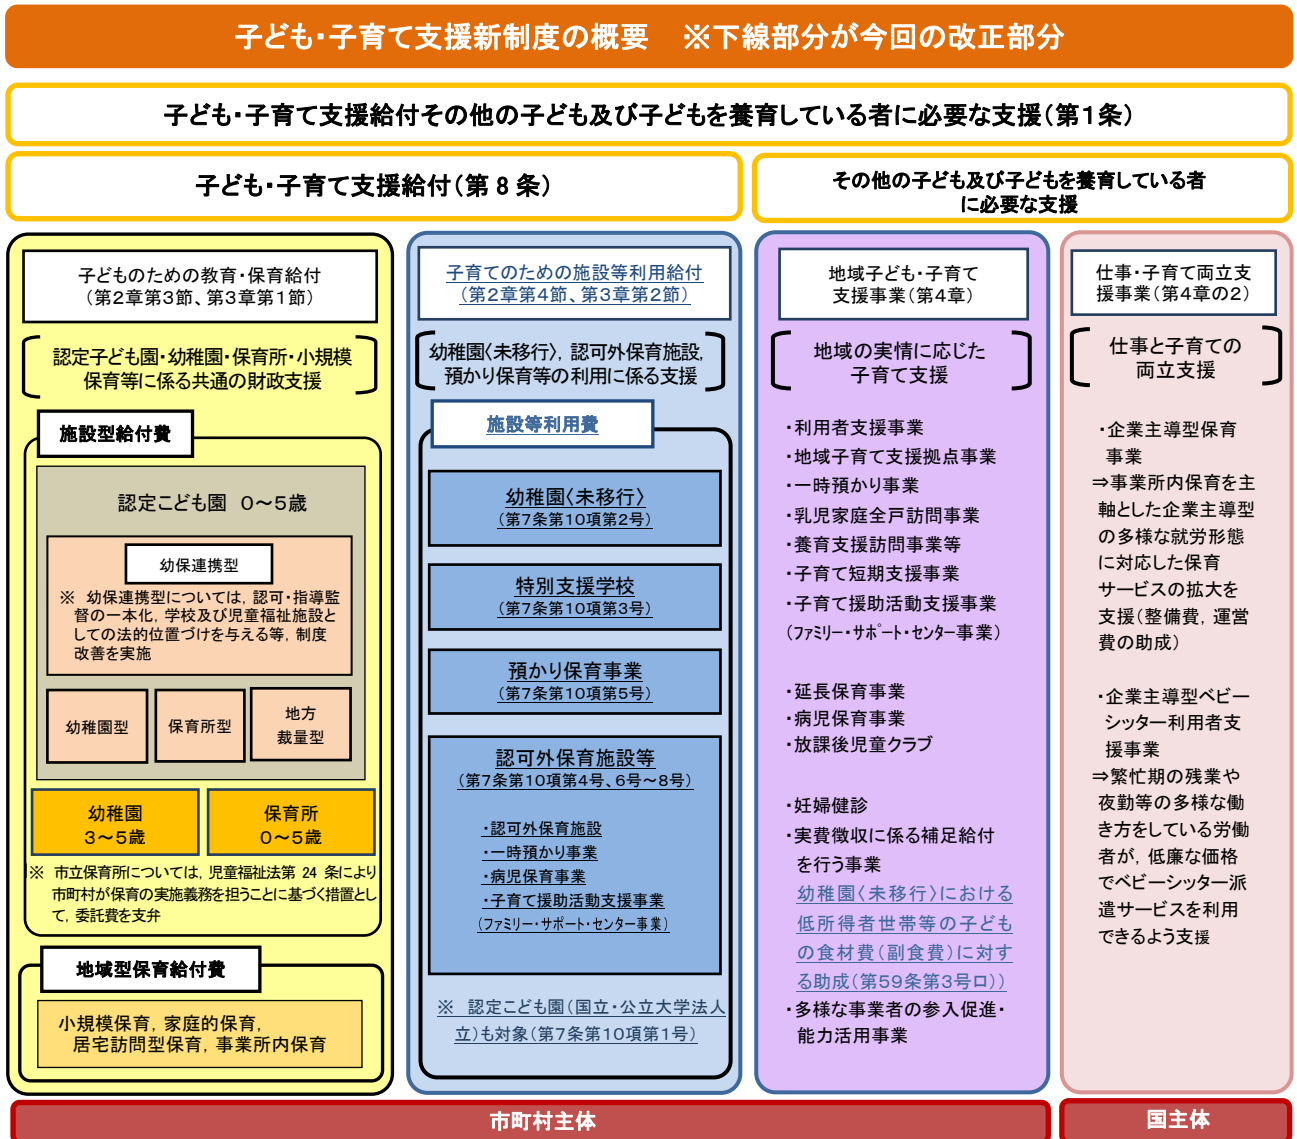 子ども・子育て支援新制度の概要　※下線部分が今回の改正部分
子ども・子育て支援給付その他の子ども及び子どもを養育している者に必要な支援（第１条）
子ども・子育て支援給付（第 8 条）
その他の子ども及び子どもを養育している者
に必要な支援
子どものための教育・保育給付
（第２章第３節、第３章第１節）
認定子ども園・幼稚園・保育所・小規模
保育等に係る共通の財政支援
施設型給付費
認定こども園　０～５歳
幼保連携型
※　幼保連携型については，認可・指導監
督の一本化，学校及び児童福祉施設と
しての法的位置づけを与える等，制度
改善を実施
幼稚園型
保育所型
地方
裁量型
幼稚園
３～５歳
保育所
０～５歳
※　市立保育所については，児童福祉法第 24 条により
市町村が保育の実施義務を担うことに基づく措置とし
て，委託費を支弁
地域型保育給付費
小規模保育，家庭的保育，
居宅訪問型保育，事業所内保育
子育てのための施設等利用給付
（第２章第４節、第３章第２節）
幼稚園〈未移行〉，認可外保育施設，
預かり保育等の利用に係る支援
施設等利用費
幼稚園〈未移行〉
（第７条第１０項第２号）
特別支援学校
（第７条第１０項第３号）
預かり保育事業
（第７条第１０項第５号）
認可外保育施設等
（第７条第１０項第４号、６号～８号）
・認可外保育施設
・一時預かり事業
・病児保育事業
・子育て援助活動支援事業
（ファミリー・サポート・センター事業）
※　認定こども園（国立・公立大学法人
立）も対象（第７条第１０項第１号）
地域子ども・子育て
支援事業（第４章）
地域の実情に応じた
子育て支援
・利用者支援事業
・地域子育て支援拠点事業
・一時預かり事業
・乳児家庭全戸訪問事業
・養育支援訪問事業等
・子育て短期支援事業
・子育て援助活動支援事業
（ﾌｧﾐﾘｰ・ｻﾎﾟｰﾄ・ｾﾝﾀｰ事業）
・延長保育事業
・病児保育事業
・放課後児童クラブ
・妊婦健診
・実費徴収に係る補足給付
を行う事業
幼稚園〈未移行〉における
低所得者世帯等の子ども
の食材費（副食費）に対す
る助成（第５９条第３号ロ））
・多様な事業者の参入促進・
能力活用事業
仕事・子育て両立支
援事業（第４章の２）
仕事と子育ての
両立支援
・企業主導型保育
事業
⇒事業所内保育を主
軸とした企業主導型
の多様な就労形態
に対応した保育
サービスの拡大を
支援（整備費，運営
費の助成）
・企業主導型ベビー
シッター利用者支
援事業
⇒繁忙期の残業や
夜勤等の多様な働
き方をしている労働
者が，低廉な価格
でベビーシッター派
遣サービスを利用
できるよう支援
市町村主体
国主体